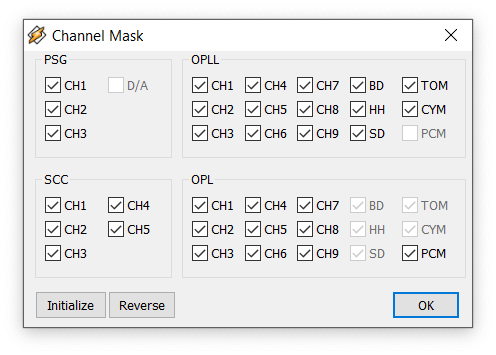 Channel Mask
PSG
CH1 D/A
CH2
CH3
OPLL
CH1 CH4 CH7 BD TOM
CH2 CH5 CH8 HH CYM
CH3 CH6 CH9 SD PCM
SCC
CH1 CH4
CH2 CH5
CH3
OPL
CH1 CH4 CH7 BD TOM
CH2 CH5 CH8 HH CYM
CH3 CH6 CH9 SD PCM
Initialize Reverse OK